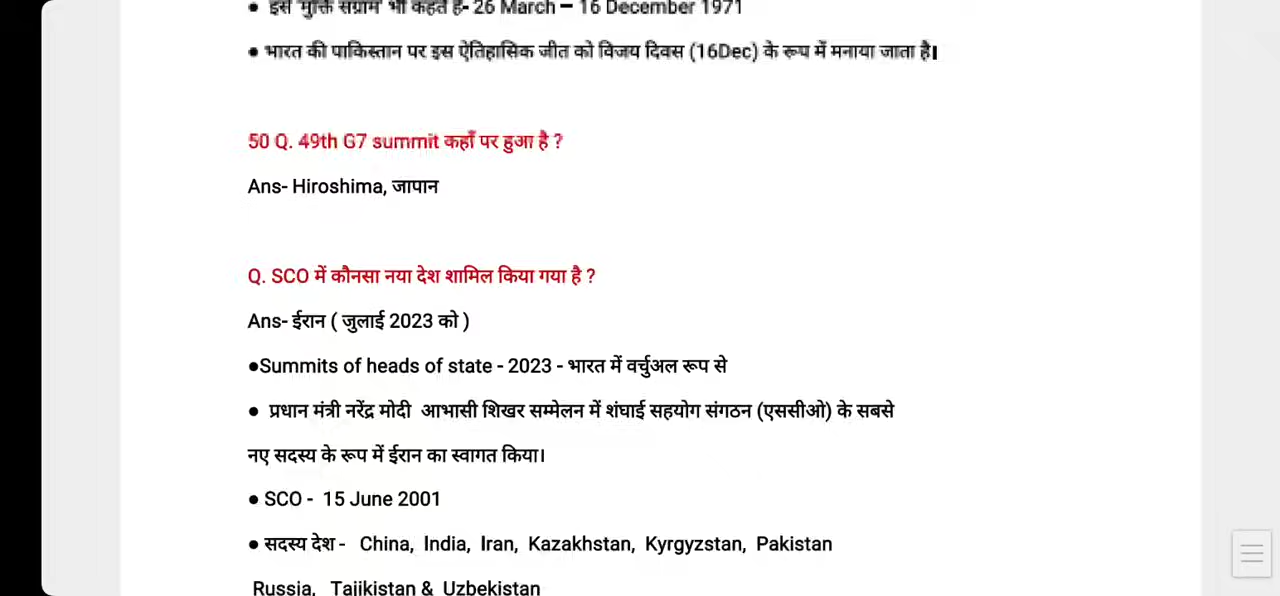 ● इसे मुक्ति संग्राम भी कहते है- 26 March – 16 December 1971
● भारत की पाकिस्तान पर इस ऐतिहासिक जीत को विजय दिवस (16Dec) के रूप में मनाया जाता है।
50 Q. 49th G7 summit कहाँ पर हुआ है ?
Ans- Hiroshima, जापान
Q. SCO में कौनसा नया देश शामिल किया गया है ?
Ans- ईरान ( जुलाई 2023 को )
●Summits of heads of state - 2023 - भारत में वर्चुअल रूप से
● प्रधान मंत्री नरेंद्र मोदी आभासी शिखर सम्मेलन में शंघाई सहयोग संगठन (एससीओ) के सबसे
नए सदस्य के रूप में ईरान का स्वागत किया।
● SCO - 15 June 2001
● सदस्य देश - China, India, Iran, Kazakhstan, Kyrgyzstan, Pakistan
Russia, Tajikistan & Uzbekistan